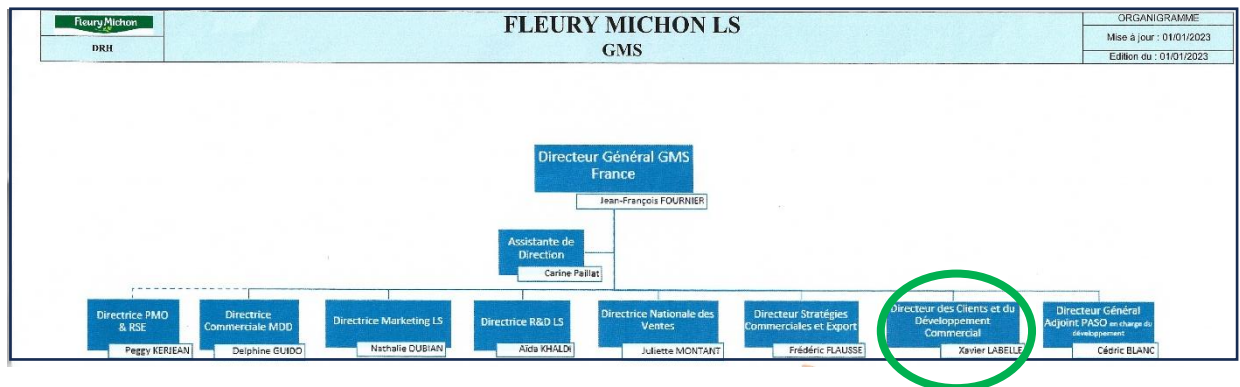 Fleury Michon
DRH
FLEURY MICHON LS
GMS
ORGANIGRAMME
Mise à jour : 01/01/2023
Edition du : 01/01/2023
Directeur Général GMS
France
Jean-François FOURNIER
Assistante de
Direction
Carine Paillat
Directrice PMO
& RSE
Peggy KERJEAN
Directrice
Commerciale MDD
Delphine GUIDO
Directrice Marketing LS
Nathalie DUBIAN
Directrice R&D LS
Aïda KHALDI
Directrice Nationale des
Ventes
Juliette MONTANT
Directeur Stratégies
Commerciales et Export
Frédéric FLAUSSE
Directeur des Clients et du
Développement
Commercial
Xavier LABELLE
Directeur Général
Adjoint PASO en charge du
développement
Cédric BLANC